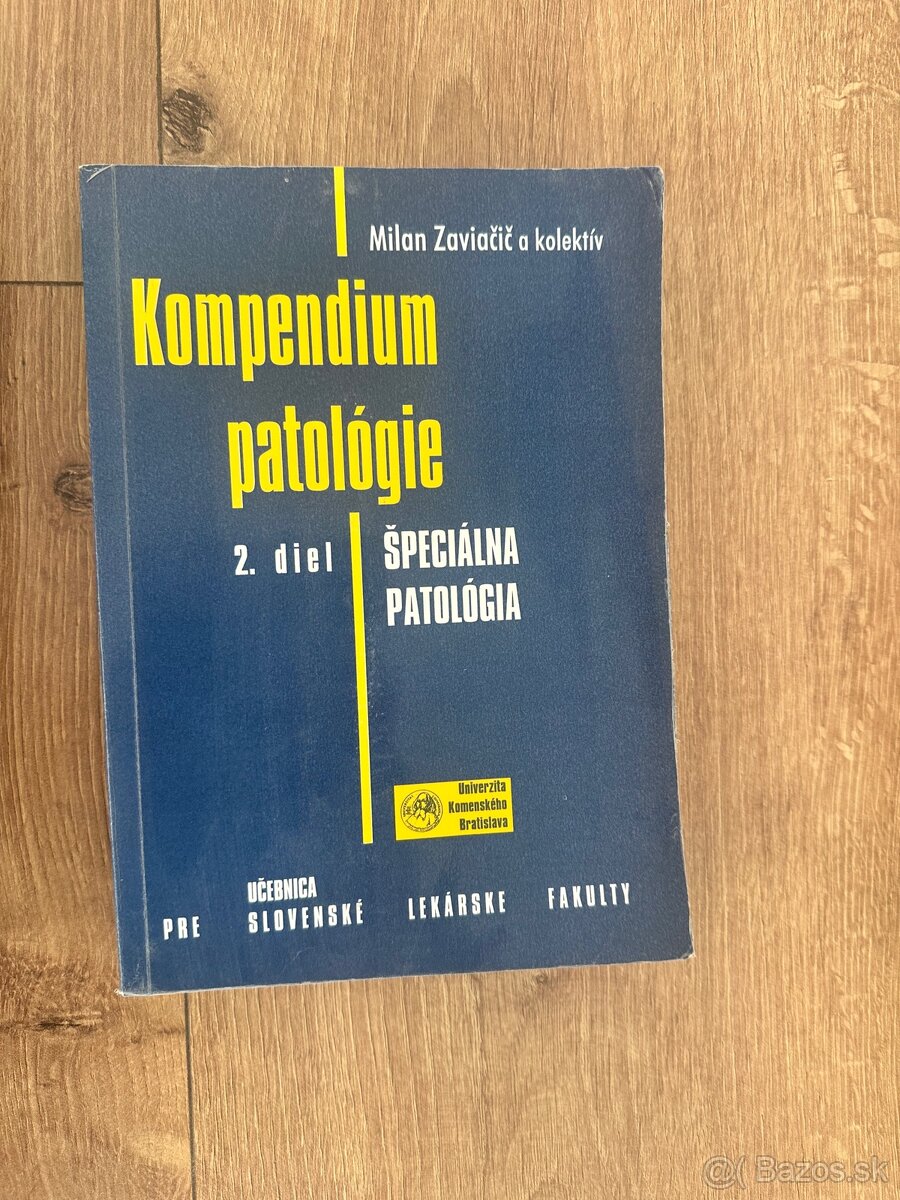 Milan Zaviačič a kolektív
Kompendium
patológie
2. diel
ŠPECIÁLNA
PATOLÓGIA
Univerzita
Komenského
Bratislava
UČEBNICA
PRE SLOVENSKÉ LEKÁRSKE FAKULTY
@( Bazos.sk